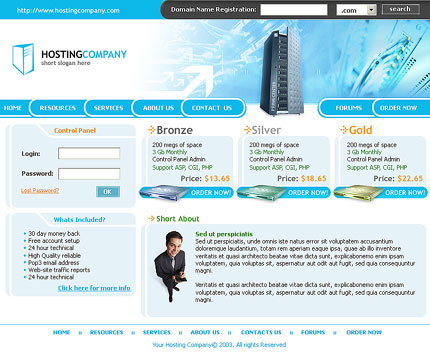 http://www.hostingcompany.com
Domain Name Registration:
.com
search
HOSTINGCOMPANY
short slogan here
HOME
RESOURCES
SERVICES
ABOUT US
CONTACT US
FORUMS
ORDER NOW
Control Panel
Login:
Password:
Lost Password?
OK
Bronze
200 megs of space
3 Gb Monthly
Control Panel Admin
Support ASP, CGI, PHP
Price: $13.65
ORDER NOW!
Silver
200 megs of space
3 Gb Monthly
Control Panel Admin
Support ASP, CGI, PHP
Price: $18.65
ORDER NOW!
Gold
200 megs of space
3 Gb Monthly
Control Panel Admin
Support ASP, CGI, PHP
Price: $22.65
ORDER NOW!
Whats Included?
30 day money back
Free account setup
24 hour technical
High Quality reliable
Pop3 email address
Web-site traffic reports
24 hour technical
Click here for more info
Short About
Sed ut perspiciatis
Sed ut perspiciatis, unde omnis iste natus error sit voluptatem accusantium
doloremque laudantium, totam rem aperiam eaque ipsa, quae ab illo inventore
veritatis et quasi architecto beatae vitae dicta sunt, explicabonemo enim ipsam
voluptatem quia voluptas sit, aspernatur aut odit aut fugit, sed quia consequuntur
magni.
Veritatis et quasi architecto beatae vitae dicta sunt, explicabonemo enim ipsam
voluptatem, quia voluptas sit, aspernatur aut odit aut fugit, sed quia consequuntur
magni.
HOME
RESOURCES
SERVICES
ABOUT US
CONTACTS US
FORUMS
ORDER NOW
Your Hosting Company© 2003. All rights Reserved